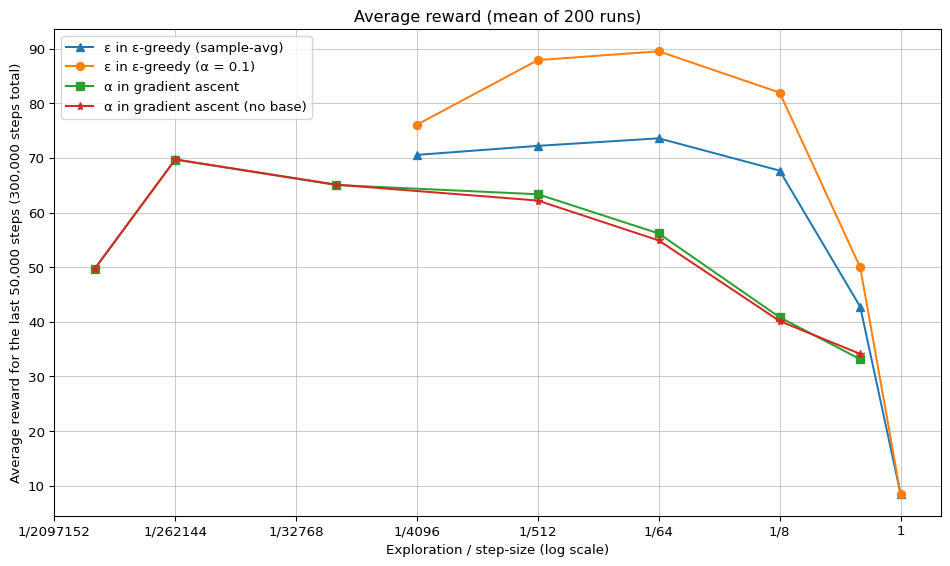 Average reward (mean of 200 runs)
ε in ε-greedy (sample-avg)
ε in ε-greedy (α = 0.1)
α in gradient ascent
α in gradient ascent (no base)
Average reward for the last 50,000 steps (300,000 steps total)
90
80
70
60
50
40
30
20
10
1/2097152 1/262144 1/32768 1/4096 1/512 1/64 1/8 1
Exploration / step-size (log scale)